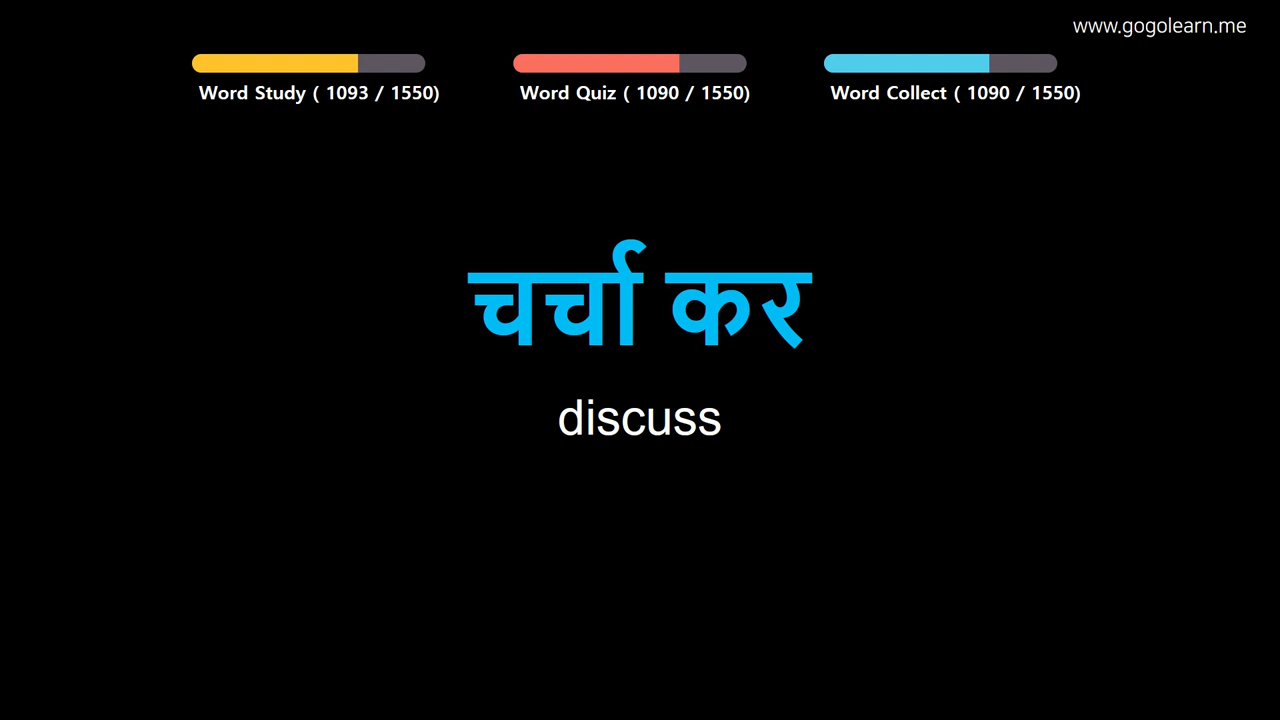 www.gogolearn.me
Word Study ( 1093 / 1550)
Word Quiz ( 1090 / 1550)
Word Collect ( 1090 / 1550)
चर्चा कर
discuss